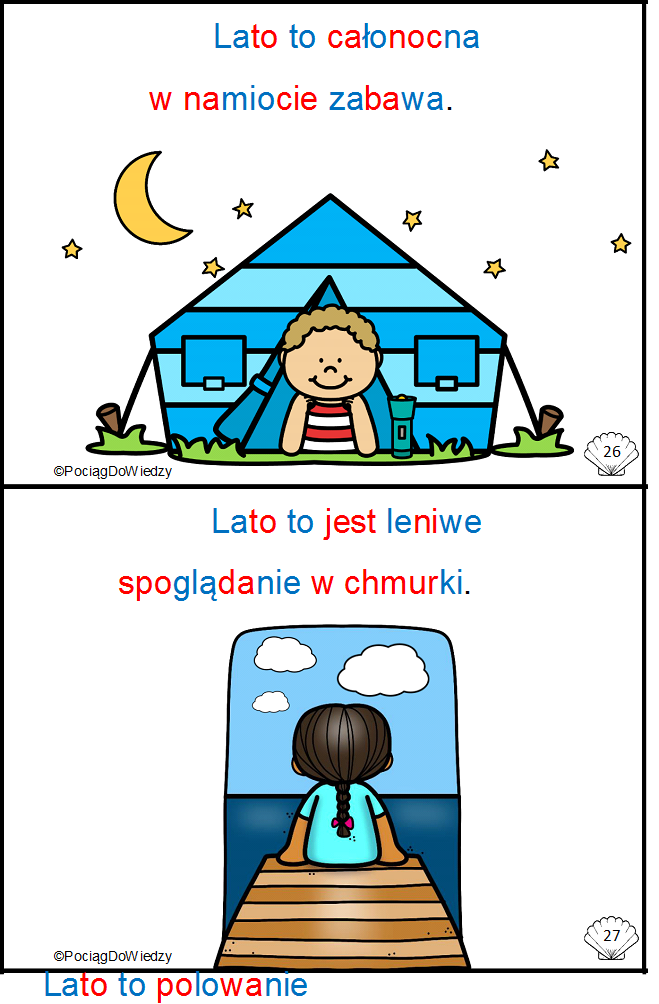 Lato to całonocna
w namiocie zabawa.
26
©PociągDoWiedzy
Lato to jest leniwe
spoglądanie w chmurki.
27
©PociągDoWiedzy
Lato to polowanie